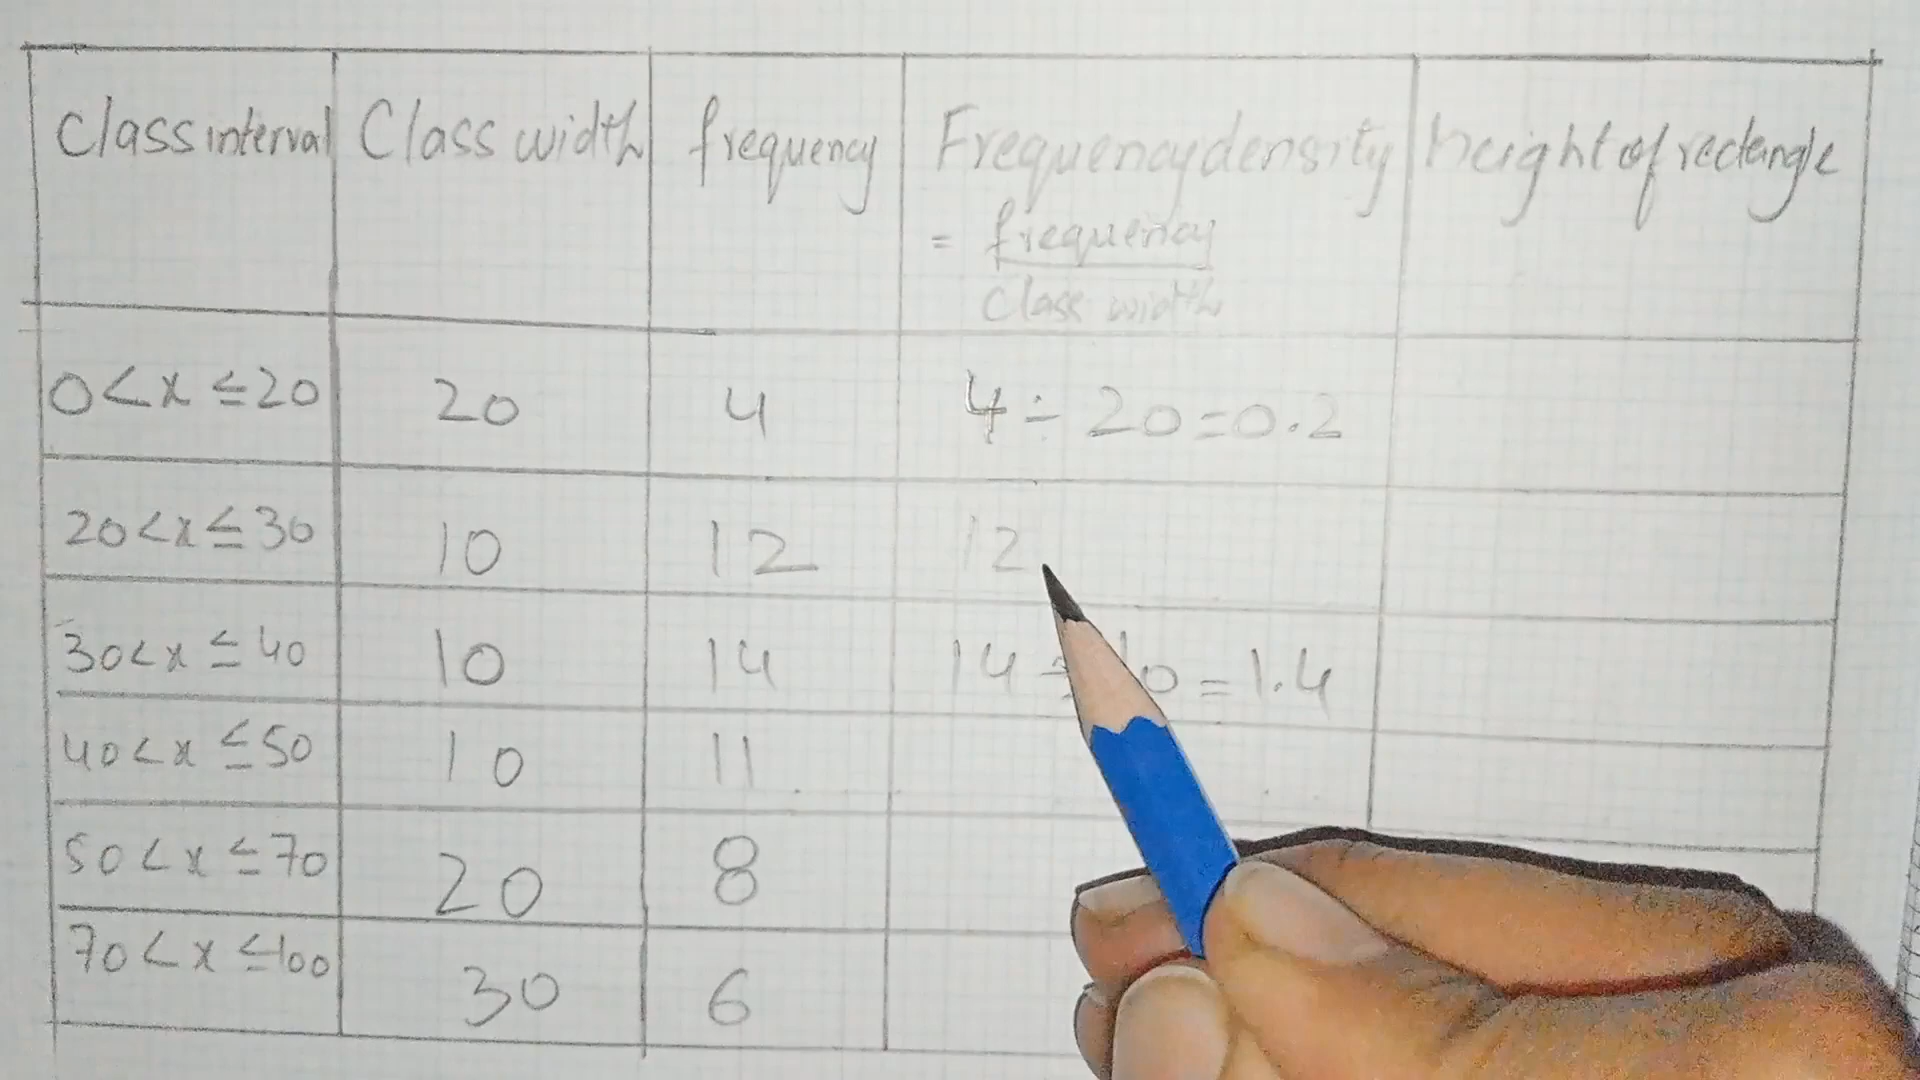 Class interval Class width frequency Frequency density height of rectangle
= frequency
Class width
0 < x ≤ 20 20 4 4 ÷ 20 = 0.2
20 < x ≤ 30 10 12 12
30 < x ≤ 40 10 14 14 ÷ 10 = 1.4
40 < x ≤ 50 10 11
50 < x ≤ 70 20 8
70 < x ≤ 100 30 6